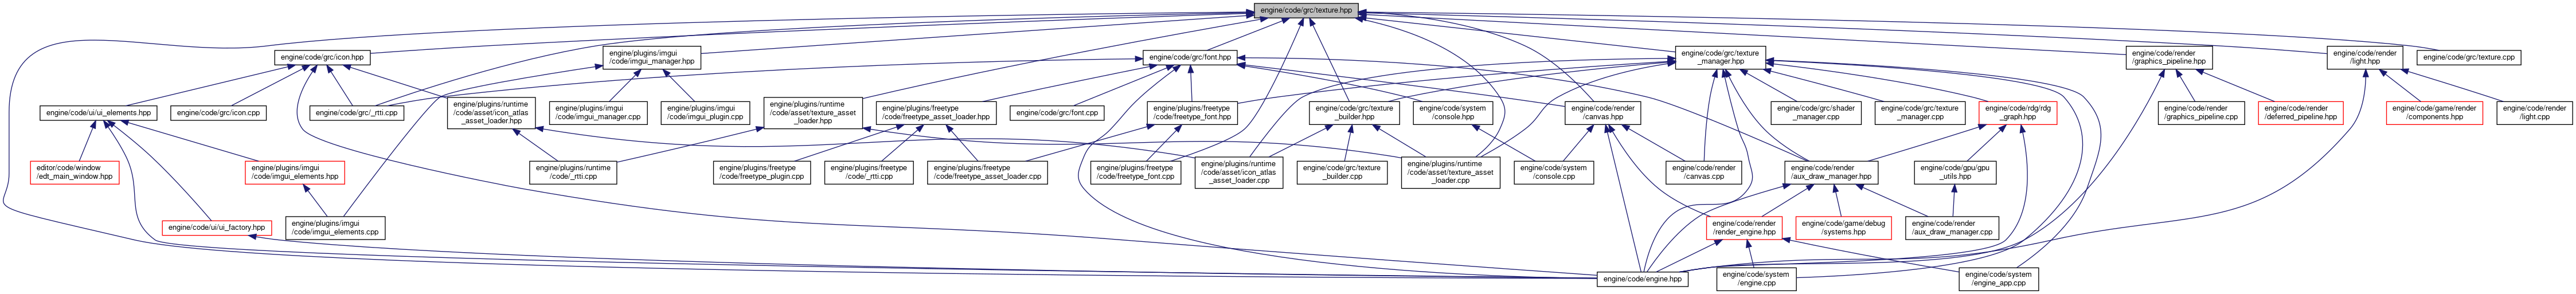 engine/code/grc/texture.hpp
engine/code/grc/icon.hpp
engine/plugins/imgui
/code/imgui_manager.hpp
engine/code/grc/font.hpp
engine/code/grc/texture
_manager.hpp
engine/code/render
/graphics_pipeline.hpp
engine/code/render
/light.hpp
engine/code/grc/texture.cpp
engine/code/ui/ui_elements.hpp
engine/code/grc/icon.cpp
engine/code/grc/_rtti.cpp
engine/plugins/runtime
/code/asset/icon_atlas
_asset_loader.hpp
engine/plugins/imgui
/code/imgui_manager.cpp
engine/plugins/imgui
/code/imgui_plugin.cpp
engine/plugins/runtime
/code/asset/texture_asset
_loader.hpp
engine/plugins/freetype
/code/freetype_asset_loader.hpp
engine/code/grc/font.cpp
engine/plugins/freetype
/code/freetype_font.hpp
engine/code/grc/texture
_builder.hpp
engine/code/system
/console.hpp
engine/code/render
/canvas.hpp
engine/code/grc/shader
_manager.cpp
engine/code/grc/texture
_manager.cpp
engine/code/rdg/rdg
_graph.hpp
engine/code/render
/graphics_pipeline.cpp
engine/code/render
/deferred_pipeline.hpp
engine/code/game/render
/components.hpp
engine/code/render
/light.cpp
editor/code/window
/edt_main_window.hpp
engine/plugins/imgui
/code/imgui_elements.hpp
engine/plugins/runtime
/code/_rtti.cpp
engine/plugins/freetype
/code/freetype_plugin.cpp
engine/plugins/freetype
/code/_rtti.cpp
engine/plugins/freetype
/code/freetype_asset_loader.cpp
engine/plugins/freetype
/code/freetype_font.cpp
engine/plugins/runtime
/code/asset/icon_atlas
_asset_loader.cpp
engine/code/grc/texture
_builder.cpp
engine/plugins/runtime
/code/asset/texture_asset
_loader.cpp
engine/code/system
/console.cpp
engine/code/render
/canvas.cpp
engine/code/render
/aux_draw_manager.hpp
engine/code/gpu/gpu
_utils.hpp
engine/code/ui/ui_factory.hpp
engine/plugins/imgui
/code/imgui_elements.cpp
engine/code/render
/render_engine.hpp
engine/code/game/debug
/systems.hpp
engine/code/render
/aux_draw_manager.cpp
engine/code/engine.hpp
engine/code/system
/engine.cpp
engine/code/system
/engine_app.cpp